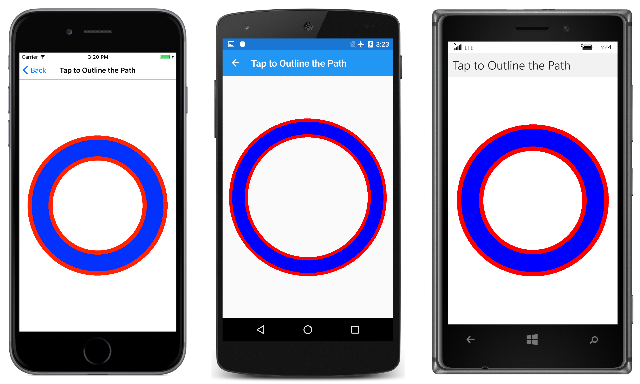 Carrier 3:20 PM
Back Tap to Outline the Path
3:23
Tap to Outline the Path
LTE
Tap to Outline the Path